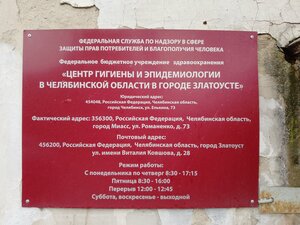 ФЕДЕРАЛЬНАЯ СЛУЖБА ПО НАДЗОРУ В СФЕРЕ
ЗАЩИТЫ ПРАВ ПОТРЕБИТЕЛЕЙ И БЛАГОПОЛУЧИЯ ЧЕЛОВЕКА
Федеральное бюджетное учреждение здравоохранения
«ЦЕНТР ГИГИЕНЫ И ЭПИДЕМИОЛОГИИ
В ЧЕЛЯБИНСКОЙ ОБЛАСТИ В ГОРОДЕ ЗЛАТОУСТЕ»
Юридический адрес:
454048, Российская Федерация, Челябинская область,
город Челябинск, ул. Елькина, 73
Фактический адрес: 356300, Российская Федерация, Челябинская область,
город Миасс, ул. Романенко, д. 73
Почтовый адрес:
456200, Российская Федерация, Челябинская область, город Златоуст
ул. имени Виталия Ковшова, д. 28
Режим работы:
С понедельника по четверг 8:30 - 17:15
Пятница 8:30 - 16:00
Перерыв 12:00 - 12:45
Суббота, воскресенье - выходной